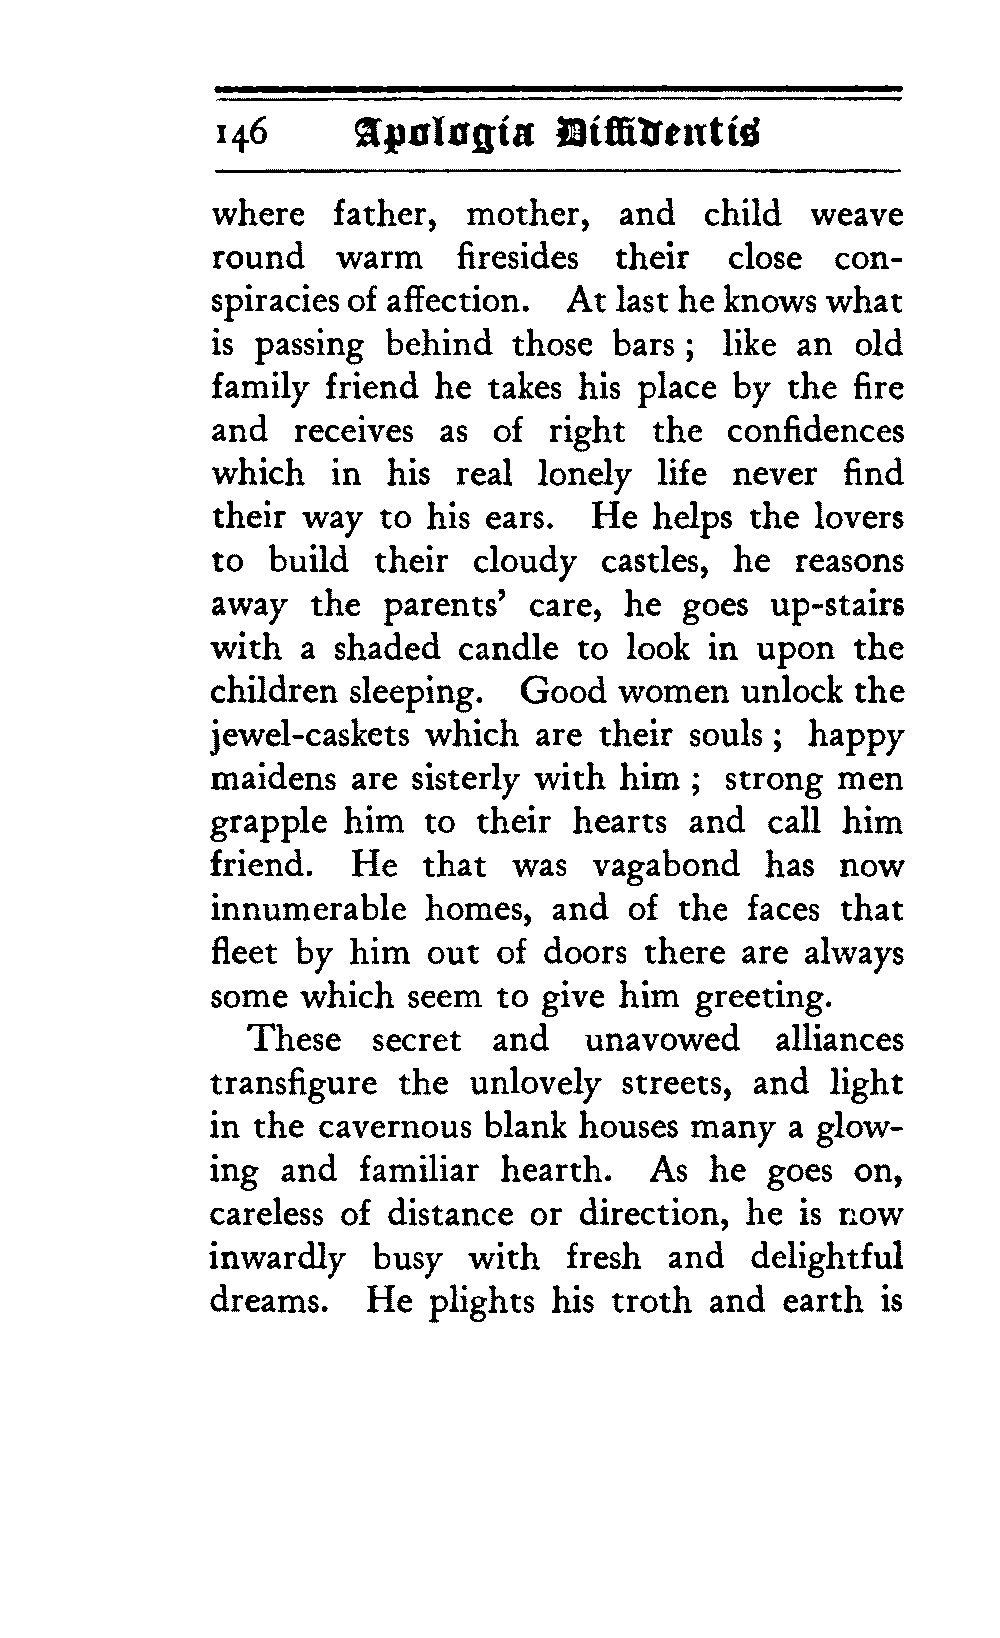 146 Apologia Diffidentis
where father, mother, and child weave
round warm firesides their close con-
spiracies of affection. At last he knows what
is passing behind those bars ; like an old
family friend he takes his place by the fire
and receives as of right the confidences
which in his real lonely life never find
their way to his ears. He helps the lovers
to build their cloudy castles, he reasons
away the parents' care, he goes up-stairs
with a shaded candle to look in upon the
children sleeping. Good women unlock the
jewel-caskets which are their souls ; happy
maidens are sisterly with him ; strong men
grapple him to their hearts and call him
friend. He that was vagabond has now
innumerable homes, and of the faces that
fleet by him out of doors there are always
some which seem to give him greeting.
These secret and unavowed alliances
transfigure the unlovely streets, and light
in the cavernous blank houses many a glow-
ing and familiar hearth. As he goes on,
careless of distance or direction, he is now
inwardly busy with fresh and delightful
dreams. He plights his troth and earth is